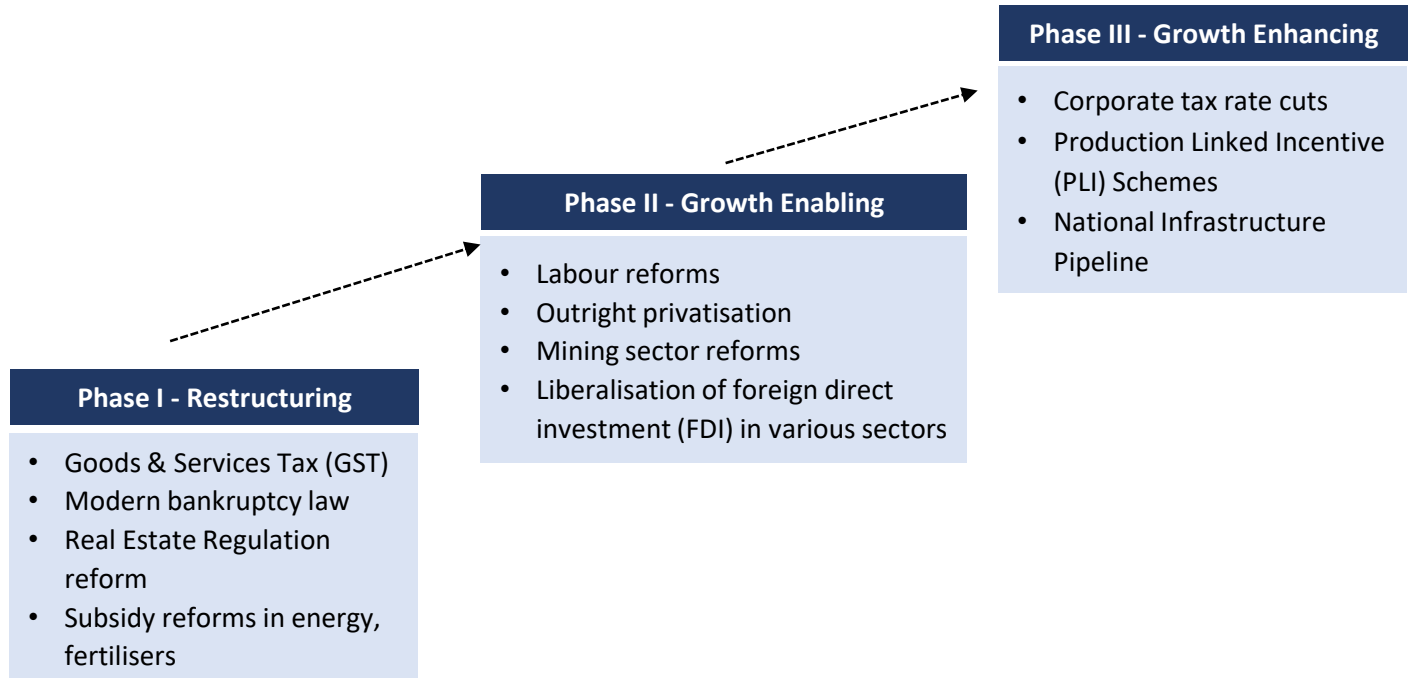 Phase III - Growth Enhancing
• Corporate tax rate cuts
• Production Linked Incentive
(PLI) Schemes
• National Infrastructure
Pipeline
Phase II - Growth Enabling
• Labour reforms
• Outright privatisation
• Mining sector reforms
• Liberalisation of foreign direct
investment (FDI) in various sectors
Phase I - Restructuring
• Goods & Services Tax (GST)
• Modern bankruptcy law
• Real Estate Regulation
reform
• Subsidy reforms in energy,
fertilisers